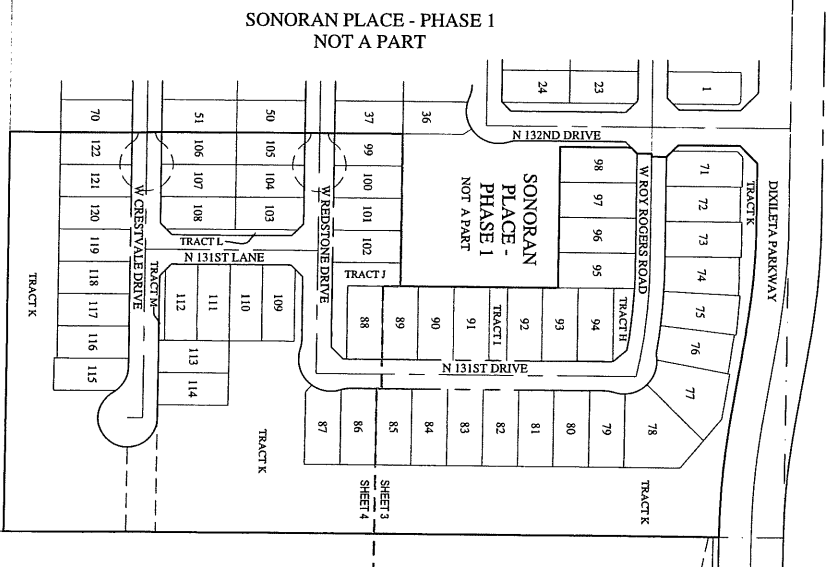 SONORAN PLACE - PHASE 1
NOT A PART
24
23
1
70
51
50
37
36
N 132ND DRIVE
122
106
105
99
98
71
121
107
104
100
97
72
TRACT K
DIXILETA PARKWAY
120
108
103
101
96
73
SONORAN
PLACE -
PHASE 1
NOT A PART
W ROY ROGERS ROAD
W CRESTVALE DRIVE
W REDSTONE DRIVE
TRACT L
119
102
95
74
N 131ST LANE
TRACT J
TRACT K
118
TRACT M
117
112
111
110
109
88
89
90
91
TRACT I
92
93
94
TRACT H
75
116
76
113
N 131ST DRIVE
115
114
77
87
86
85
84
83
82
81
80
79
78
TRACT K
SHEET 3
SHEET 4
TRACT K